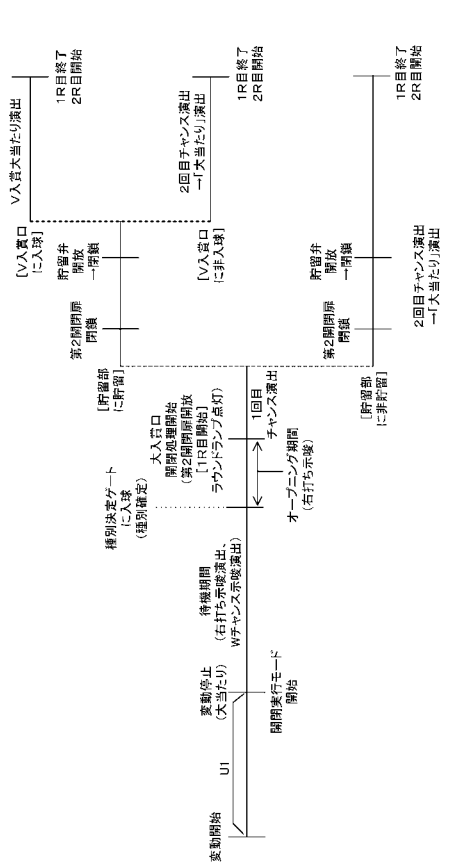 変動開始
U1
変動停止
(大当たり)
開閉実行モード
開始
待機期間
(右打ち示唆演出、
Wチャンス示唆演出)
種別決定ゲート
に入球
(種別確定)
オープニング期間
(右打ち示唆)
大入賞口
開閉処理開始
(第2開閉扉開放)
[1R目開始]
ラウンドランプ点灯)
1回目
チャンス演出
[貯留部
に貯留]
第2開閉扉
閉鎖
貯留弁
開放
→閉鎖
[V入賞口
に入球]
V入賞大当たり演出
1R目終了
2R目開始
[V入賞口
に非入球]
2回目チャンス演出
→「大当たり」演出
1R目終了
2R目開始
[貯留部
に非貯留]
第2開閉扉
閉鎖
貯留弁
開放
→閉鎖
2回目チャンス演出
→「大当たり」演出
1R目終了
2R目開始